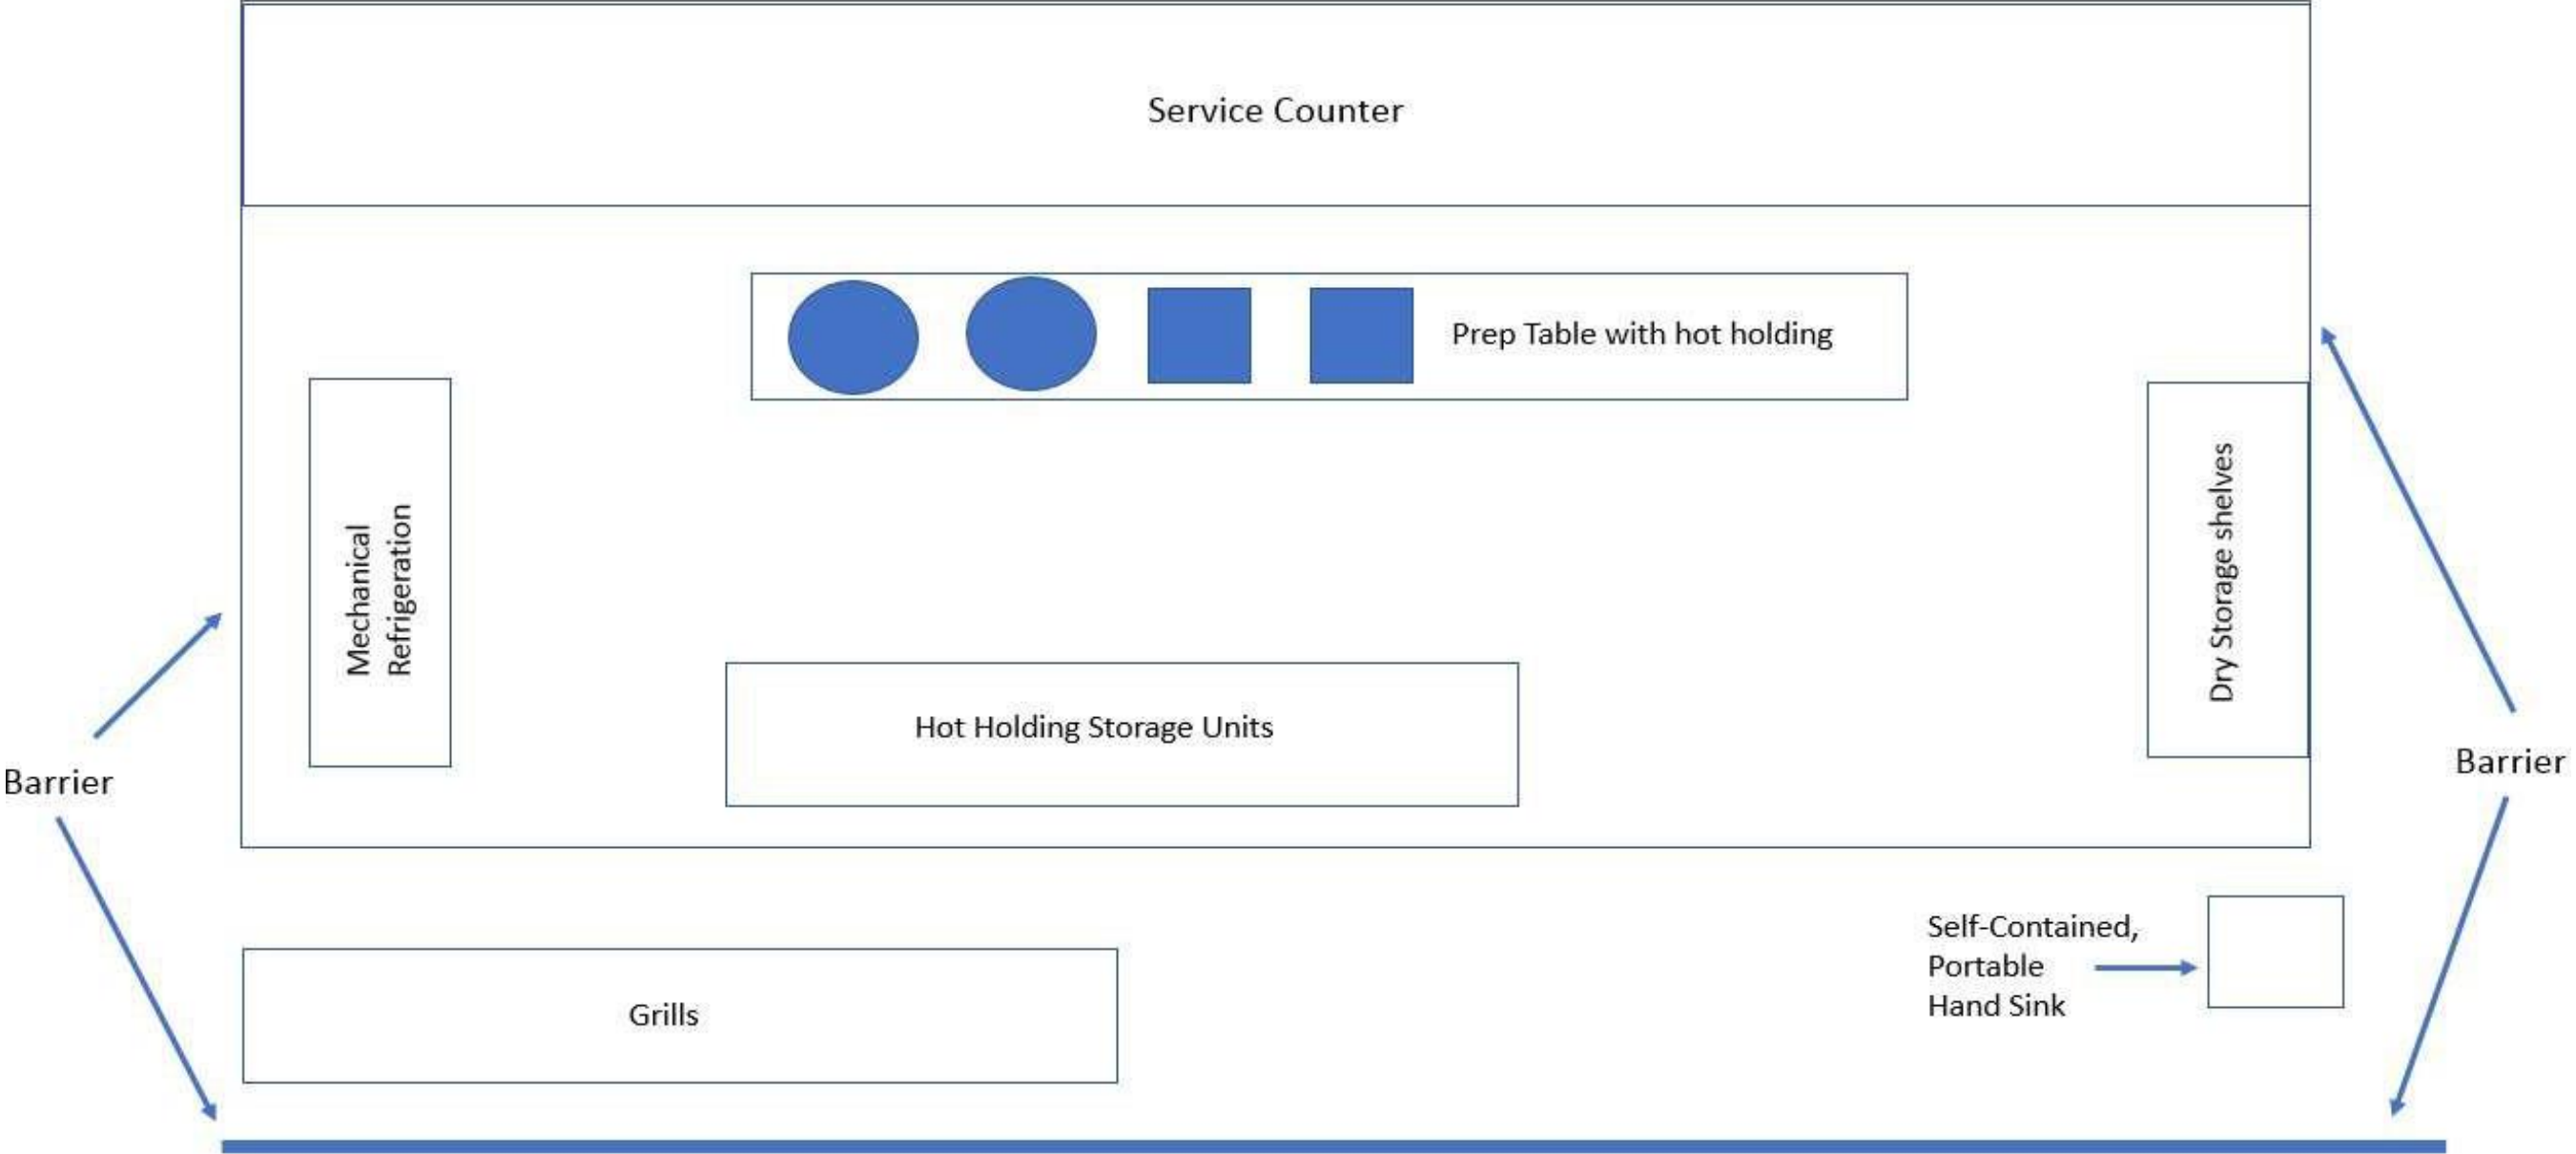 Service Counter
Prep Table with hot holding
Mechanical
Refrigeration
Dry Storage shelves
Hot Holding Storage Units
Barrier
Barrier
Self-Contained,
Portable
Hand Sink
Grills